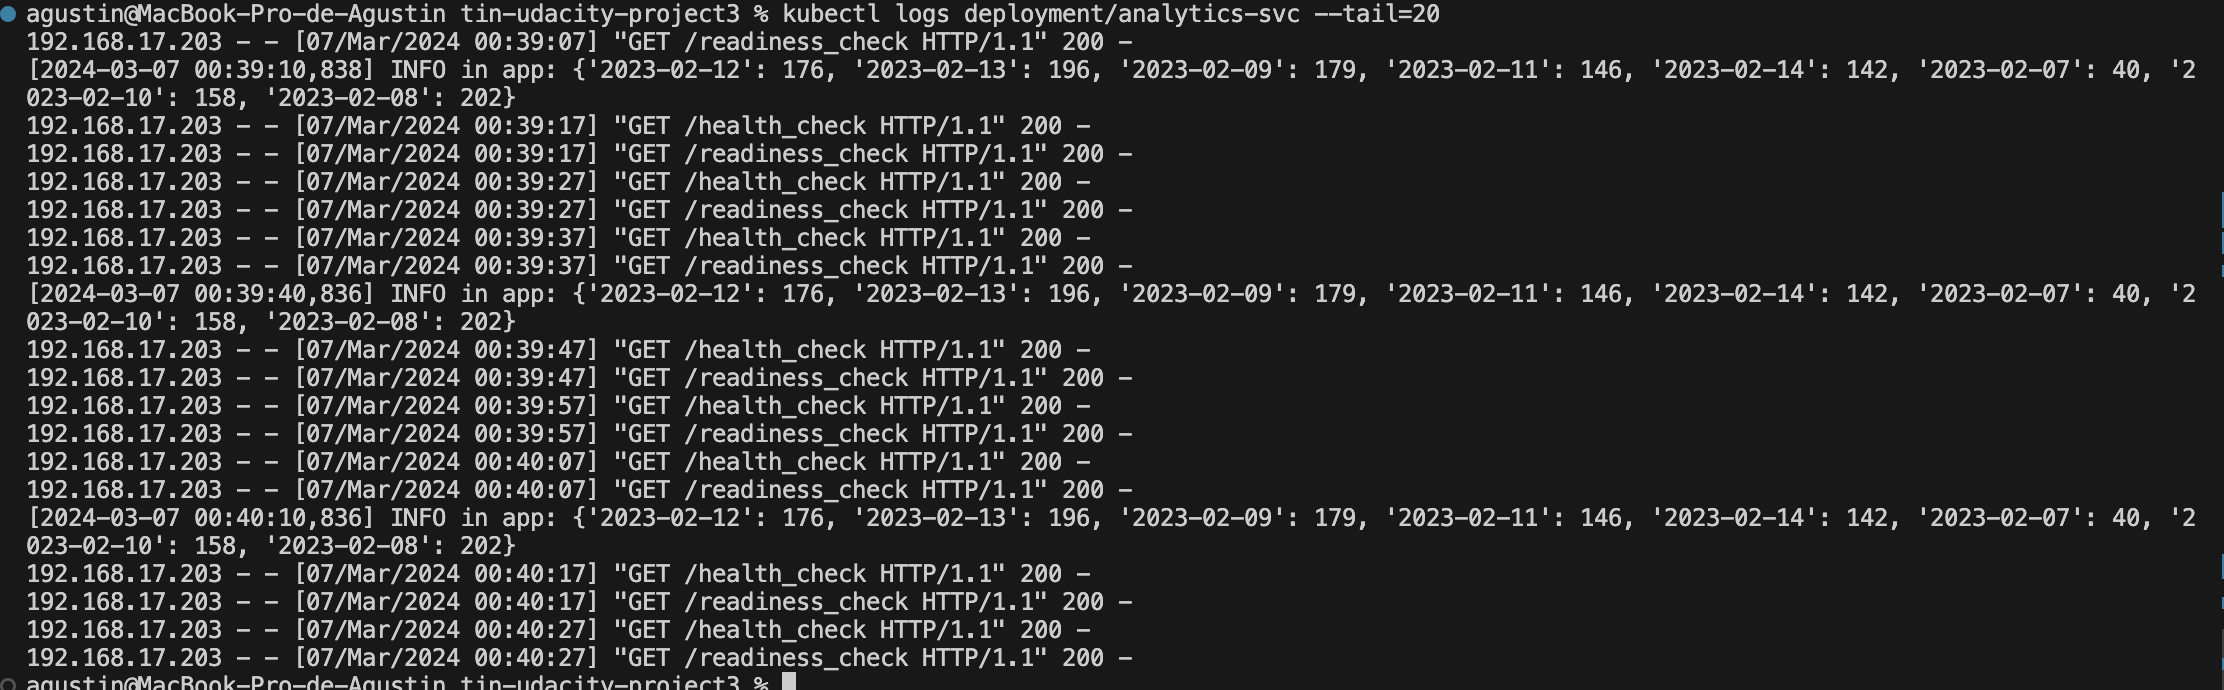 agustin@MacBook-Pro-de-Agustin tin-udacity-project3 % kubectl logs deployment/analytics-svc --tail=20
192.168.17.203 - - [07/Mar/2024 00:39:07] "GET /readiness_check HTTP/1.1" 200 -
[2024-03-07 00:39:10,838] INFO in app: {'2023-02-12': 176, '2023-02-13': 196, '2023-02-09': 179, '2023-02-11': 146, '2023-02-14': 142, '2023-02-07': 40, '2
023-02-10': 158, '2023-02-08': 202}
192.168.17.203 - - [07/Mar/2024 00:39:17] "GET /health_check HTTP/1.1" 200 -
192.168.17.203 - - [07/Mar/2024 00:39:17] "GET /readiness_check HTTP/1.1" 200 -
192.168.17.203 - - [07/Mar/2024 00:39:27] "GET /health_check HTTP/1.1" 200 -
192.168.17.203 - - [07/Mar/2024 00:39:27] "GET /readiness_check HTTP/1.1" 200 -
192.168.17.203 - - [07/Mar/2024 00:39:37] "GET /health_check HTTP/1.1" 200 -
192.168.17.203 - - [07/Mar/2024 00:39:37] "GET /readiness_check HTTP/1.1" 200 -
[2024-03-07 00:39:40,836] INFO in app: {'2023-02-12': 176, '2023-02-13': 196, '2023-02-09': 179, '2023-02-11': 146, '2023-02-14': 142, '2023-02-07': 40, '2
023-02-10': 158, '2023-02-08': 202}
192.168.17.203 - - [07/Mar/2024 00:39:47] "GET /health_check HTTP/1.1" 200 -
192.168.17.203 - - [07/Mar/2024 00:39:47] "GET /readiness_check HTTP/1.1" 200 -
192.168.17.203 - - [07/Mar/2024 00:39:57] "GET /health_check HTTP/1.1" 200 -
192.168.17.203 - - [07/Mar/2024 00:39:57] "GET /readiness_check HTTP/1.1" 200 -
192.168.17.203 - - [07/Mar/2024 00:40:07] "GET /health_check HTTP/1.1" 200 -
192.168.17.203 - - [07/Mar/2024 00:40:07] "GET /readiness_check HTTP/1.1" 200 -
[2024-03-07 00:40:10,836] INFO in app: {'2023-02-12': 176, '2023-02-13': 196, '2023-02-09': 179, '2023-02-11': 146, '2023-02-14': 142, '2023-02-07': 40, '2
023-02-10': 158, '2023-02-08': 202}
192.168.17.203 - - [07/Mar/2024 00:40:17] "GET /health_check HTTP/1.1" 200 -
192.168.17.203 - - [07/Mar/2024 00:40:17] "GET /readiness_check HTTP/1.1" 200 -
192.168.17.203 - - [07/Mar/2024 00:40:27] "GET /health_check HTTP/1.1" 200 -
192.168.17.203 - - [07/Mar/2024 00:40:27] "GET /readiness_check HTTP/1.1" 200 -
agustin@MacBook-Pro-de-Agustin tin-udacity-project3 %